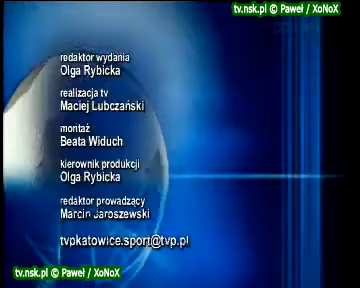 tv.nsk.pl © Paweł / XoNoX
redaktor wydania
Olga Rybicka
realizacja tv
Maciej Lubczański
montaż
Beata Widuch
kierownik produkcji
Olga Rybicka
redaktor prowadzący
Marcin Jaroszewski
tvpkatowice.sport@tvp.pl
tv.nsk.pl © Paweł / XoNoX